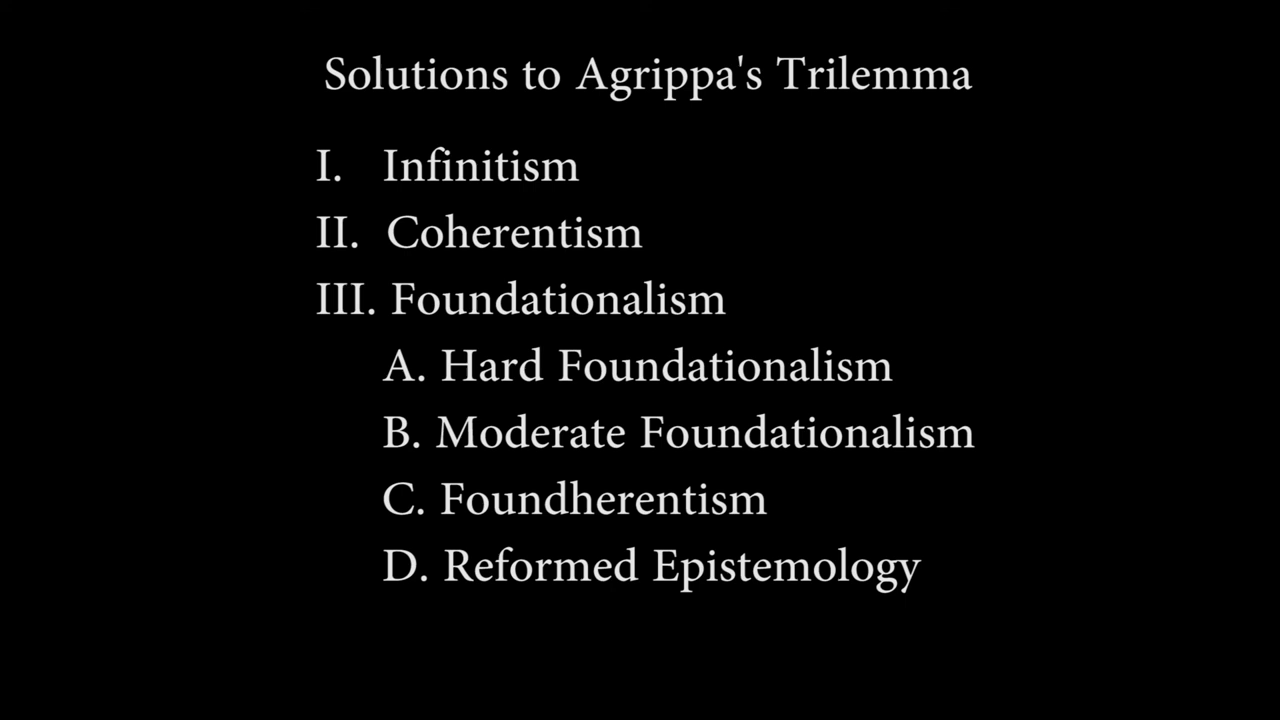 Solutions to Agrippa's Trilemma
I. Infinitism
II. Coherentism
III. Foundationalism
A. Hard Foundationalism
B. Moderate Foundationalism
C. Foundherentism
D. Reformed Epistemology